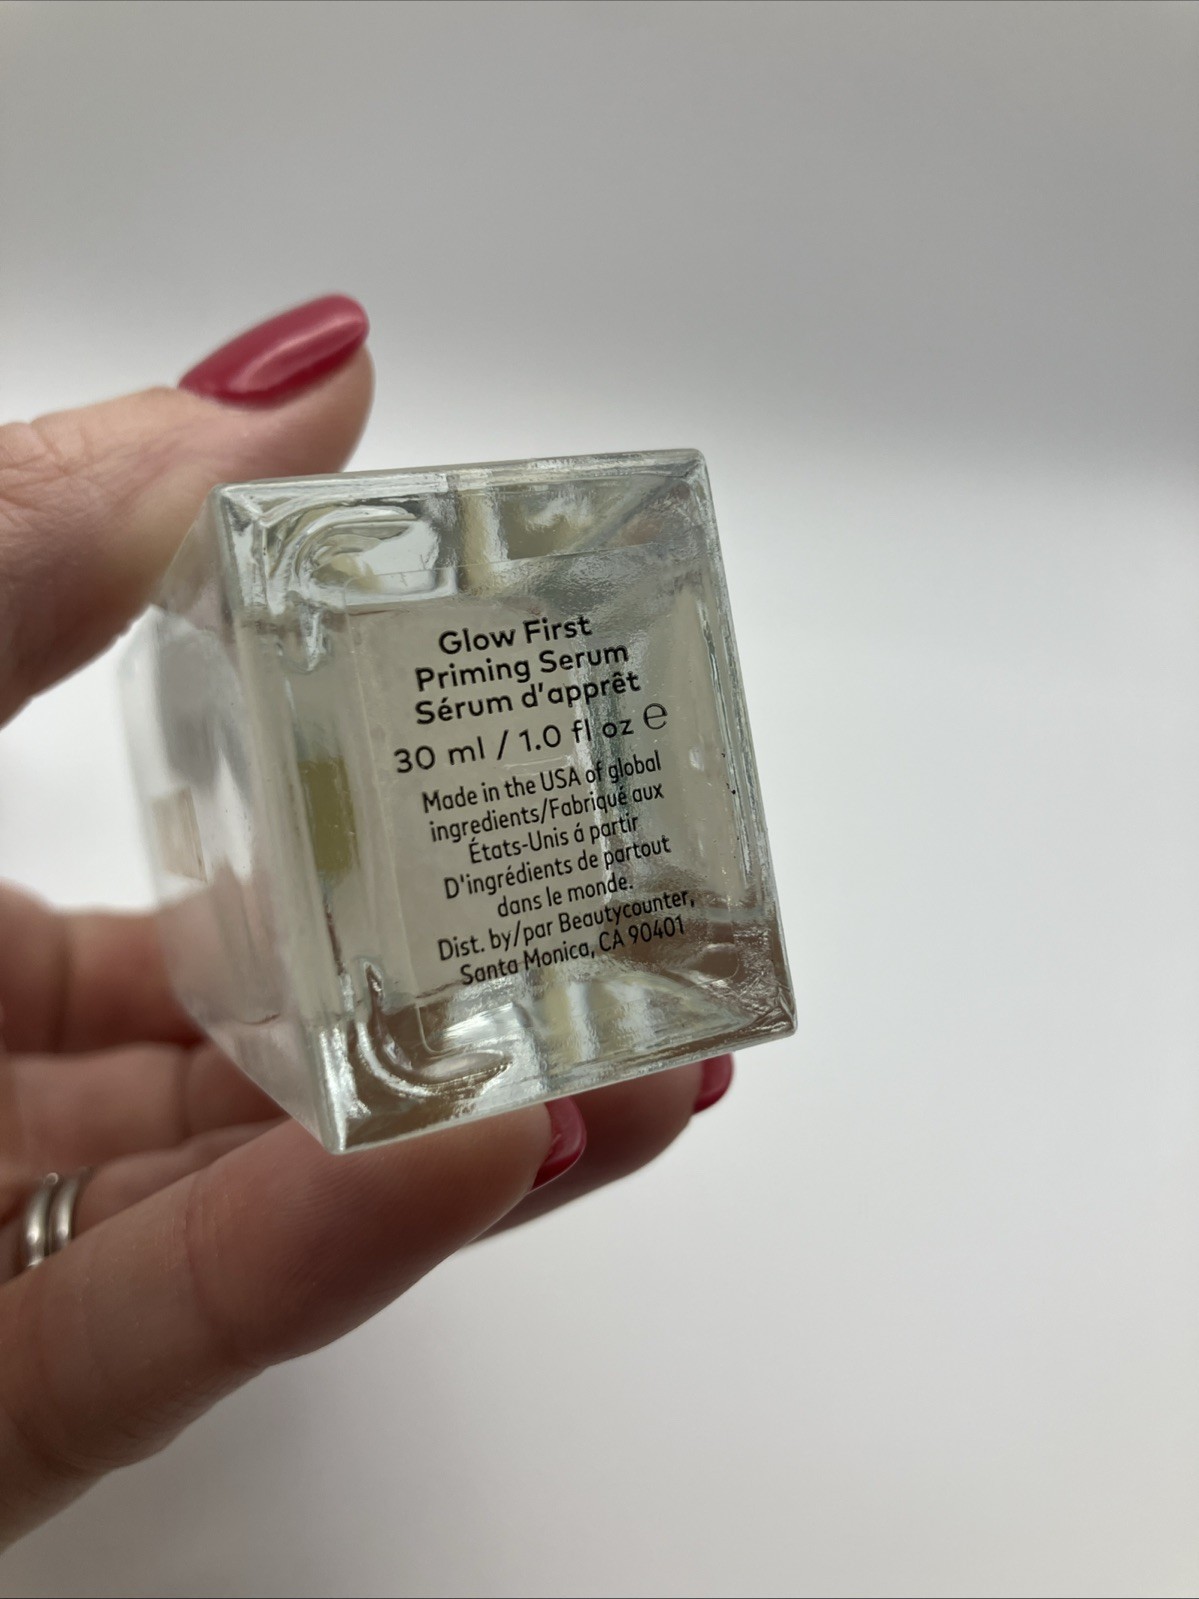 Glow First
Priming Serum
Sérum d'apprêt
30 ml / 1.0 fl oz ℮
Made in the USA of global
ingredients/Fabriqué aux
États-Unis á partir
D'ingrédients de partout
dans le monde.
Dist. by/par Beautycounter,
Santa Monica, CA 90401